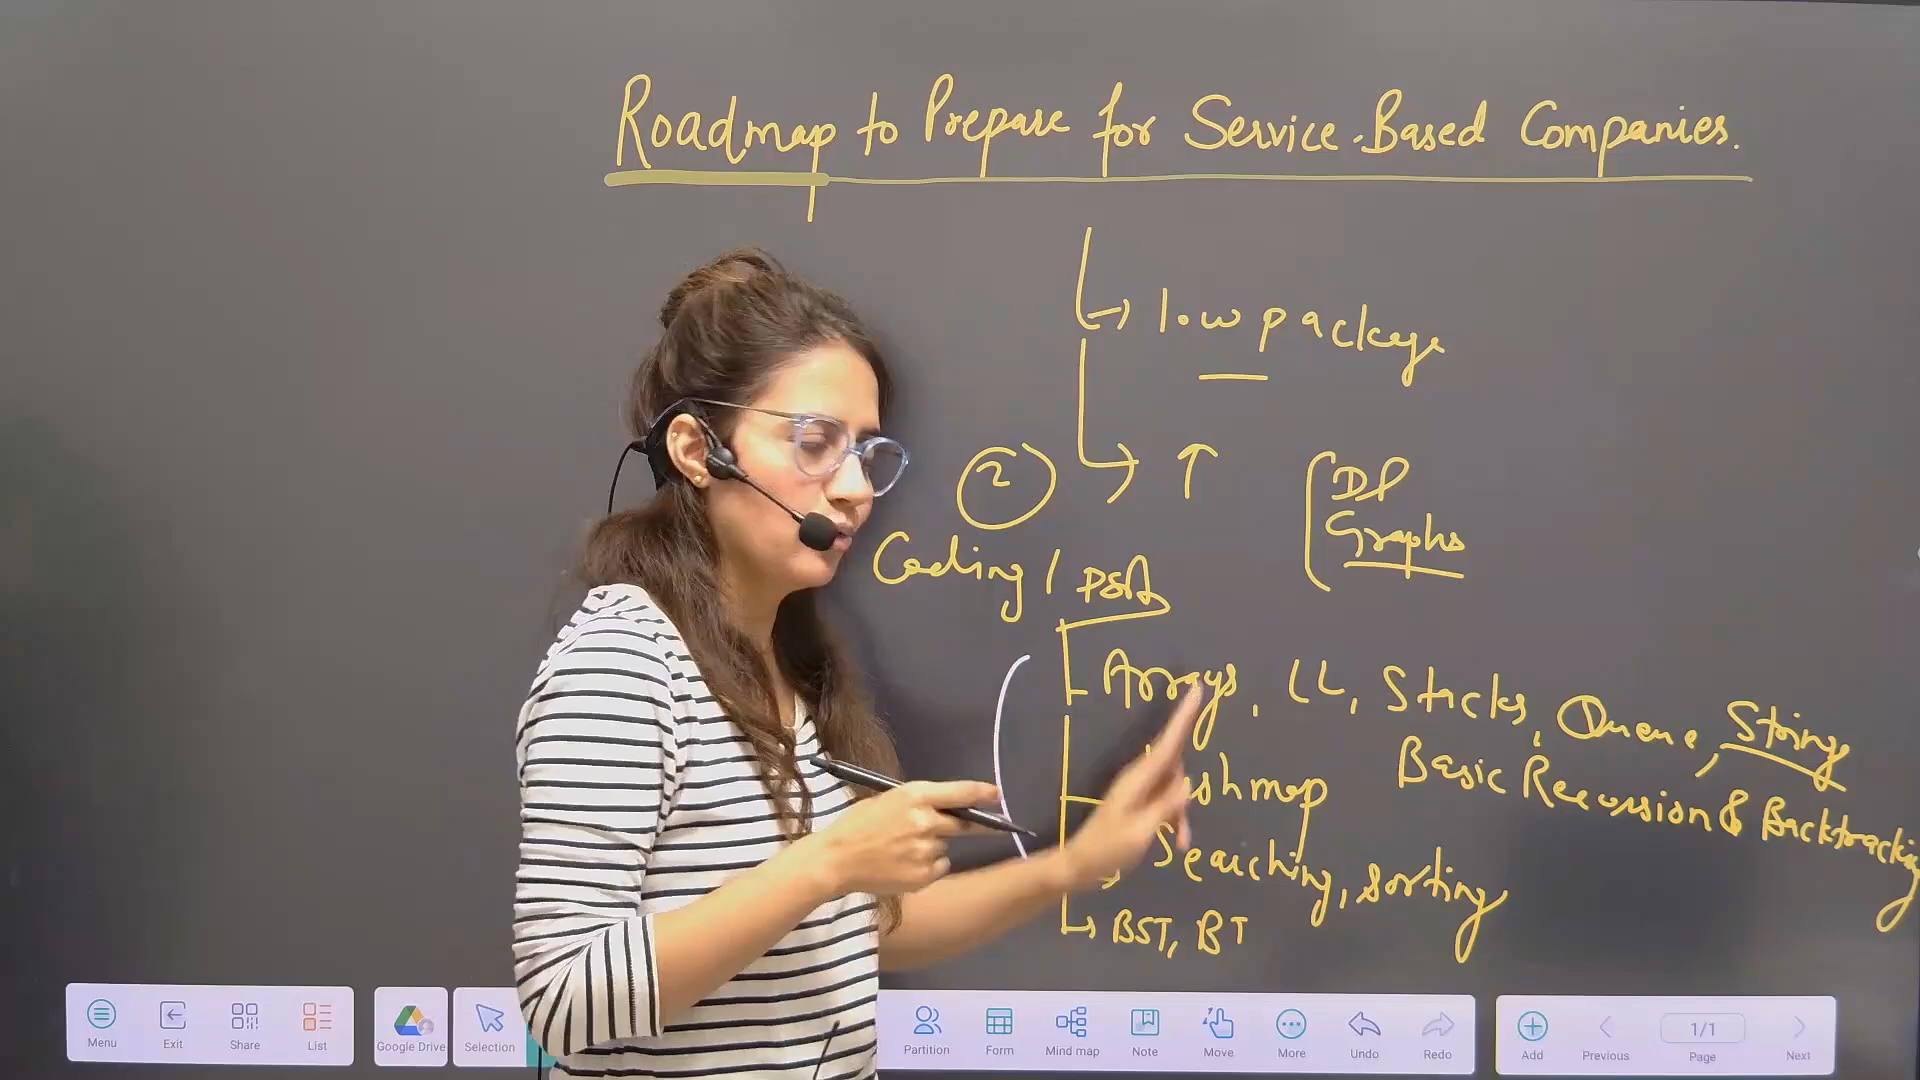 Roadmap to Prepare for Service-Based Companies.
low package
↑
2
DP
Graphs
Coding / DSA
Arrays, LL, Stacks, Queue, Strings
Basic Recursion & Backtracking
Searching, Sorting
BST, BT
Menu
Exit
Share
List
Google Drive
Selection
Partition
Form
Mind map
Note
Move
More
Undo
Redo
Add
Previous
1/1
Page
Next